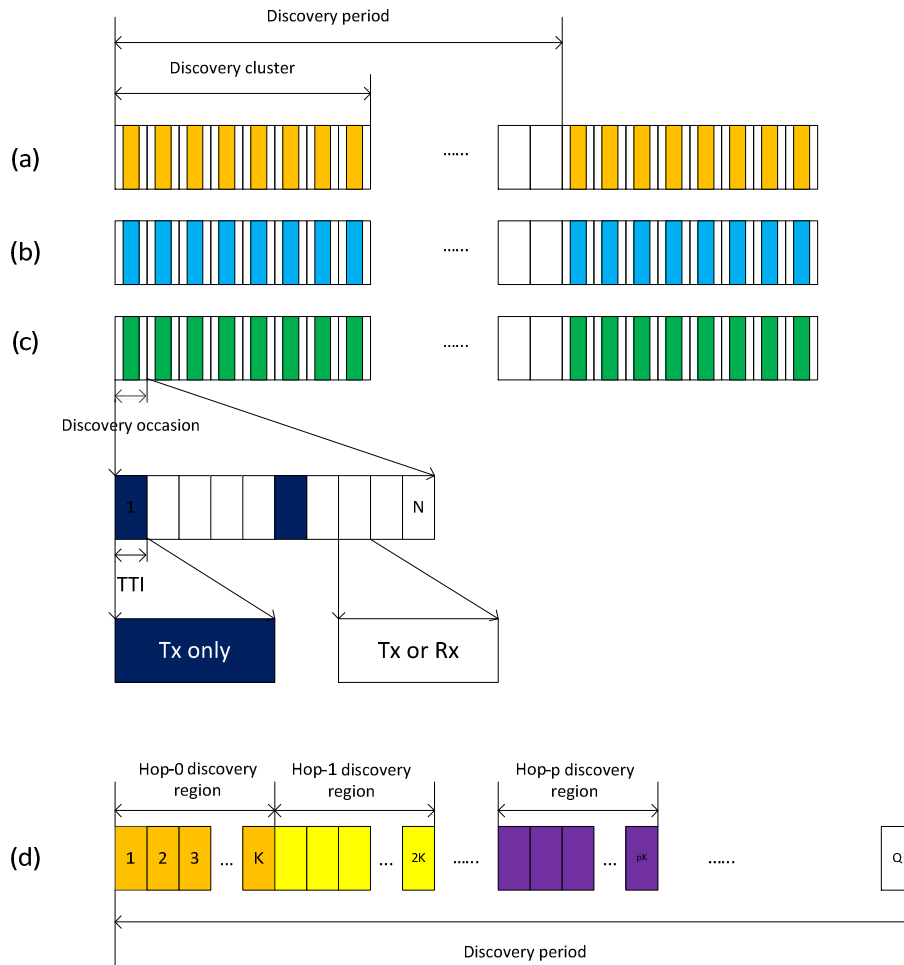 Discovery period
Discovery cluster
(a)
......
(b)
......
(c)
......
Discovery occasion
1
N
TTI
Tx only
Tx or Rx
Hop-0 discovery
region
Hop-1 discovery
region
Hop-p discovery
region
(d)
1 2 3 ... K ... 2K ...... ... pK ...... Q
Discovery period